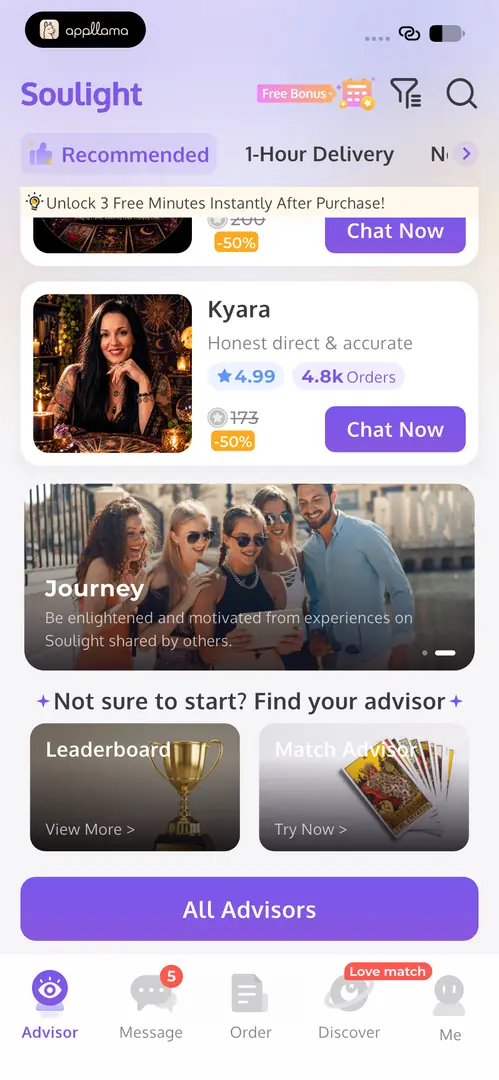 appllama
Soulight
Free Bonus
Recommended
1-Hour Delivery
Unlock 3 Free Minutes Instantly After Purchase!
200
-50%
Chat Now
Kyara
Honest direct & accurate
4.99
4.8k Orders
173
-50%
Chat Now
Journey
Be enlightened and motivated from experiences on
Soulight shared by others.
Not sure to start? Find your advisor
Leaderboard
Match Advisor
View More >
Try Now >
All Advisors
5
Love match
Advisor
Message
Order
Discover
Me